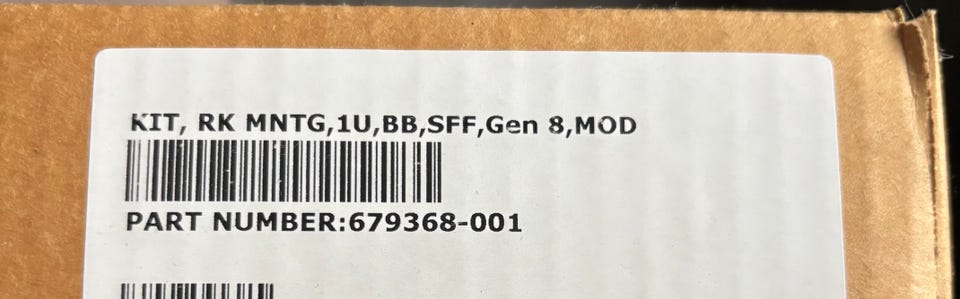 KIT, RK MNTG,1U,BB,SFF,Gen 8,MOD
PART NUMBER:679368-001